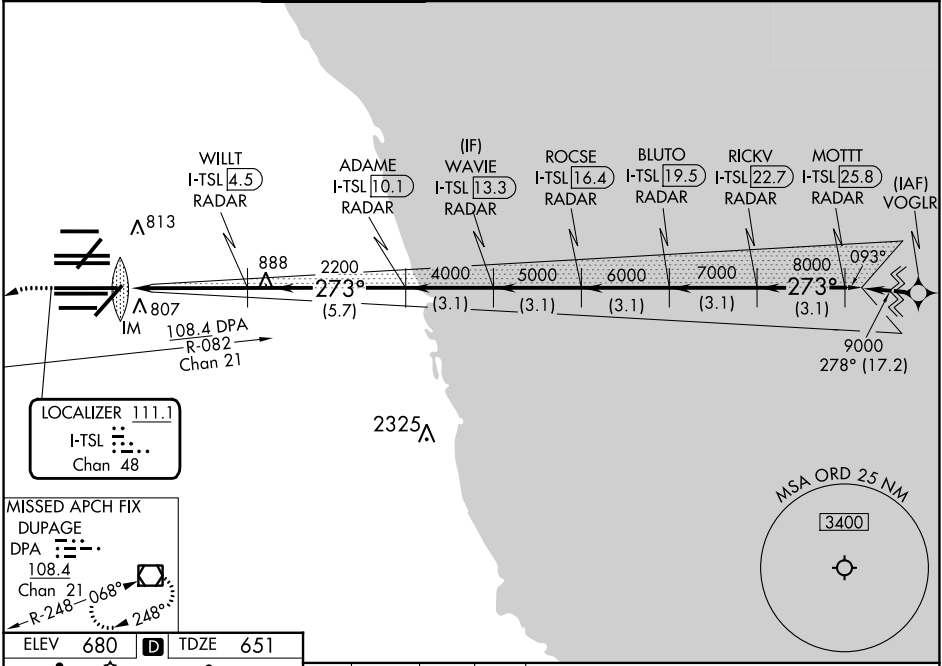 WILLT
I-TSL 4.5
RADAR
ADAME
I-TSL 10.1
RADAR
(IF)
WAVIE
I-TSL 13.3
RADAR
ROCSE
I-TSL 16.4
RADAR
BLUTO
I-TSL 19.5
RADAR
RICKV
I-TSL 22.7
RADAR
MOTTT
I-TSL 25.8
RADAR
(IAF)
VOGLR
813
888
2200
4000
5000
6000
7000
8000
093°
273°
273°
(5.7)
(3.1)
(3.1)
(3.1)
(3.1)
(3.1)
807
IM
9000
278° (17.2)
108.4 DPA
R-082
Chan 21
LOCALIZER 111.1
I-TSL
Chan 48
2325
MISSED APCH FIX
DUPAGE
DPA
108.4
Chan 21
R-248
068°
248°
MSA ORD 25 NM
3400
ELEV 680 D TDZE 651